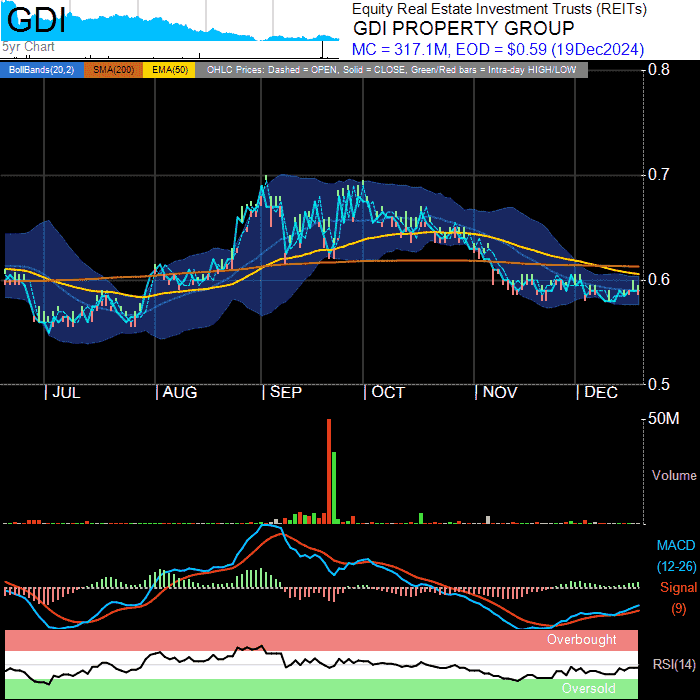 GDI
Equity Real Estate Investment Trusts (REITs)
GDI PROPERTY GROUP
5yr Chart
MC = 317.1M, EOD = $0.59 (19Dec2024)
BollBands(20,2) SMA(200) EMA(50) OHLC Prices: Dashed = OPEN, Solid = CLOSE, Green/Red bars = Intra-day HIGH/LOW
0.8
0.7
0.6
0.5
JUL AUG SEP OCT NOV DEC
50M
Volume
MACD
(12-26)
Signal
(9)
Overbought
RSI(14)
Oversold